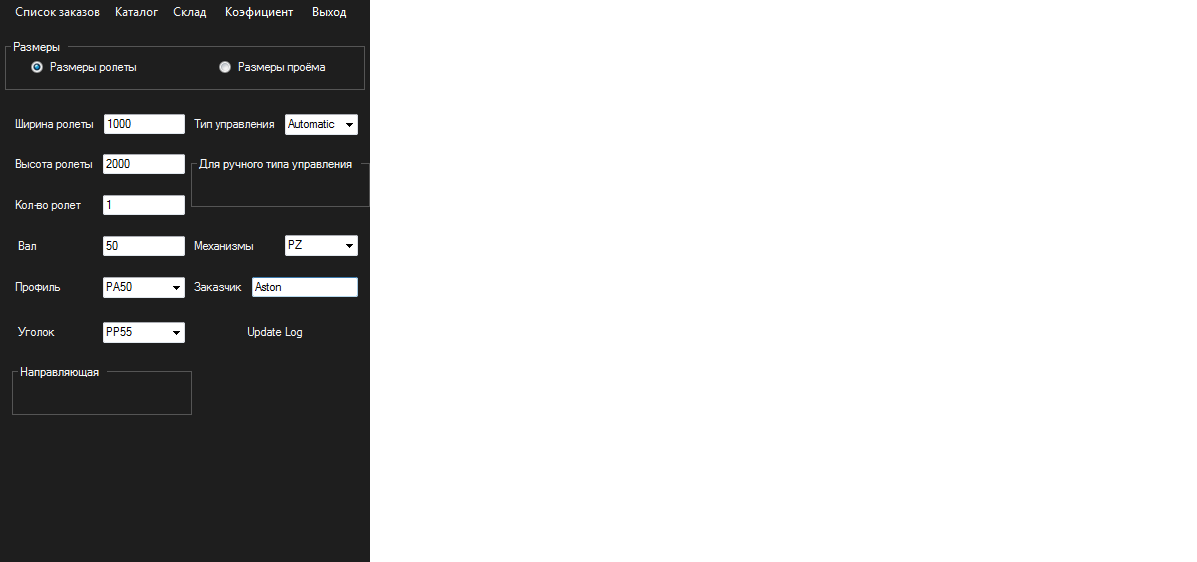 Список заказов Каталог Склад Коэфициент Выход
Размеры
Размеры ролеты Размеры проёма
Ширина ролеты 1000 Тип управления Automatic
Высота ролеты 2000 Для ручного типа управления
Кол-во ролет 1
Вал 50 Механизмы PZ
Профиль PA50 Заказчик Aston
Уголок PP55 Update Log
Направляющая